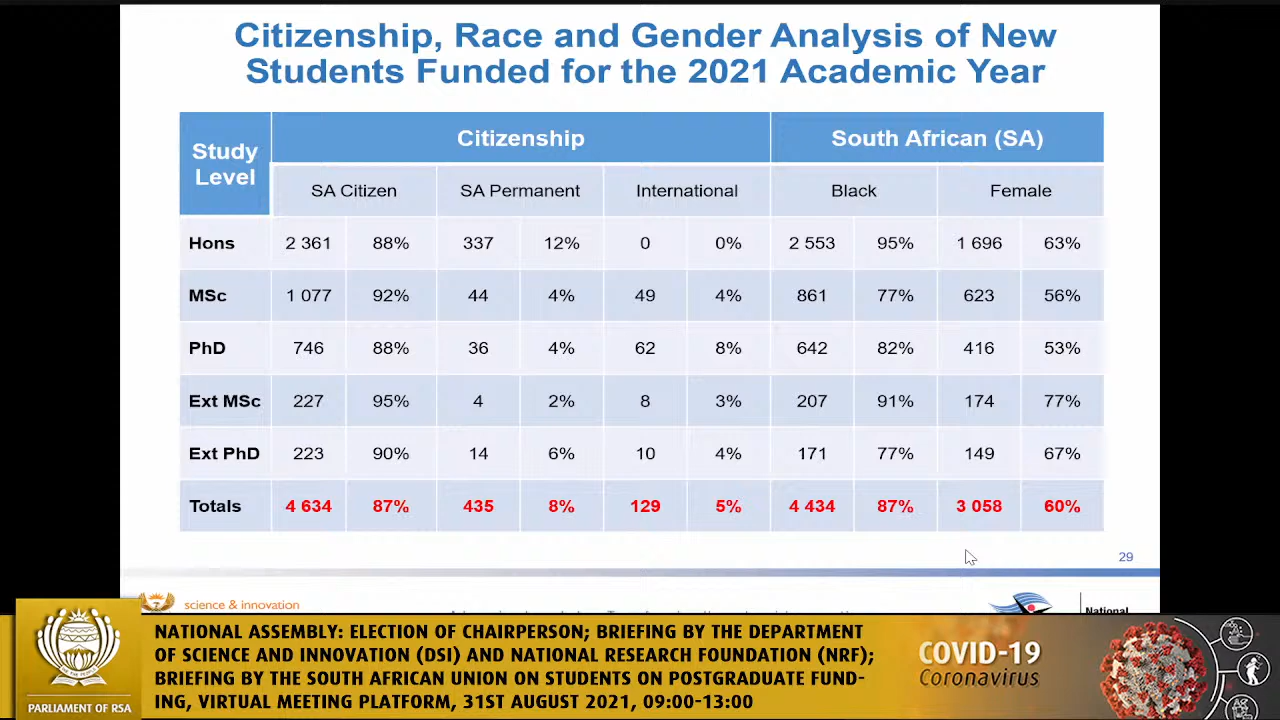 Citizenship, Race and Gender Analysis of New
Students Funded for the 2021 Academic Year
Study Level Citizenship South African (SA)
SA Citizen SA Permanent International Black Female
Hons 2 361 88% 337 12% 0 0% 2 553 95% 1 696 63%
MSc 1 077 92% 44 4% 49 4% 861 77% 623 56%
PhD 746 88% 36 4% 62 8% 642 82% 416 53%
Ext MSc 227 95% 4 2% 8 3% 207 91% 174 77%
Ext PhD 223 90% 14 6% 10 4% 171 77% 149 67%
Totals 4 634 87% 435 8% 129 5% 4 434 87% 3 058 60%
29
science & innovation
National
PARLIAMENT OF RSA
NATIONAL ASSEMBLY: ELECTION OF CHAIRPERSON; BRIEFING BY THE DEPARTMENT
OF SCIENCE AND INNOVATION (DSI) AND NATIONAL RESEARCH FOUNDATION (NRF);
BRIEFING BY THE SOUTH AFRICAN UNION ON STUDENTS ON POSTGRADUATE FUND-
ING, VIRTUAL MEETING PLATFORM, 31ST AUGUST 2021, 09:00-13:00
COVID-19
Coronavirus